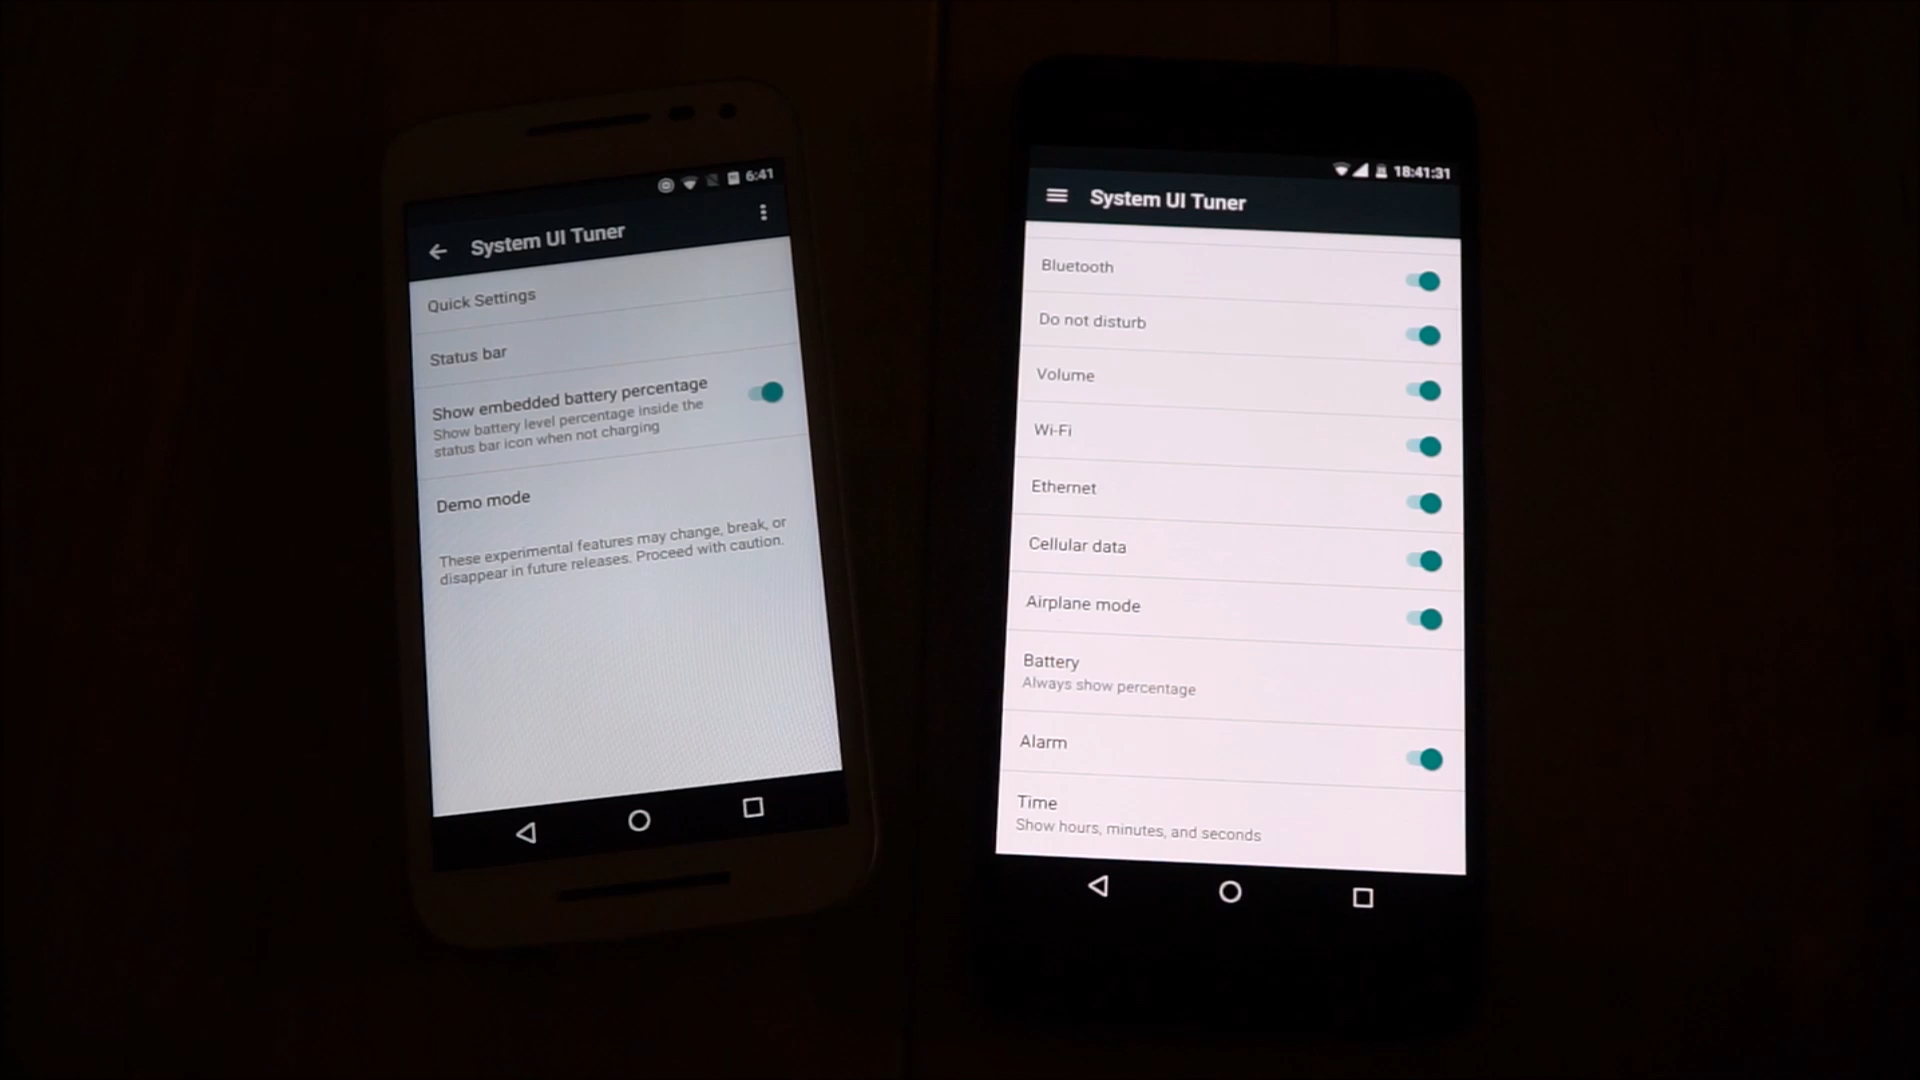 6:41
System UI Tuner
Quick Settings
Status bar
Show embedded battery percentage
Show battery level percentage inside the
status bar icon when not charging
Demo mode
These experimental features may change, break, or
disappear in future releases. Proceed with caution.
18:41:31
System UI Tuner
Bluetooth
Do not disturb
Volume
Wi-Fi
Ethernet
Cellular data
Airplane mode
Battery
Always show percentage
Alarm
Time
Show hours, minutes, and seconds